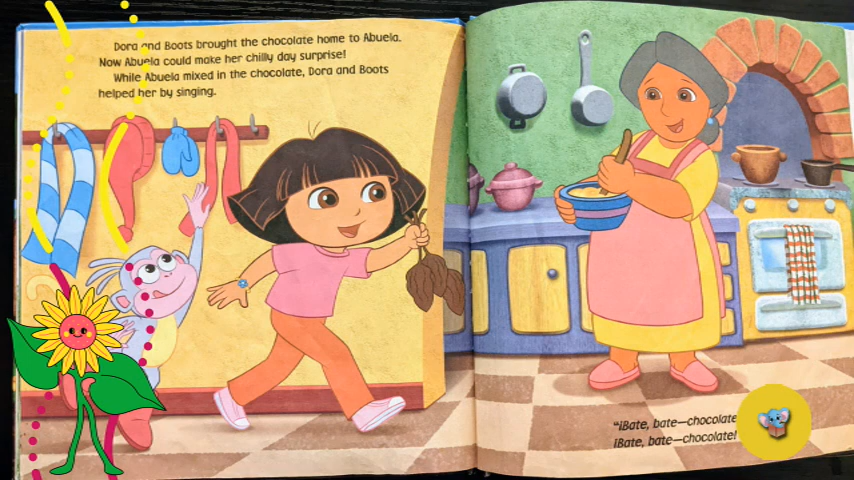 Dora and Boots brought the chocolate home to Abuela.
Now Abuela could make her chilly day surprise!
While Abuela mixed in the chocolate, Dora and Boots
helped her by singing.
"¡Bate, bate—chocolate
¡Bate, bate—chocolate!